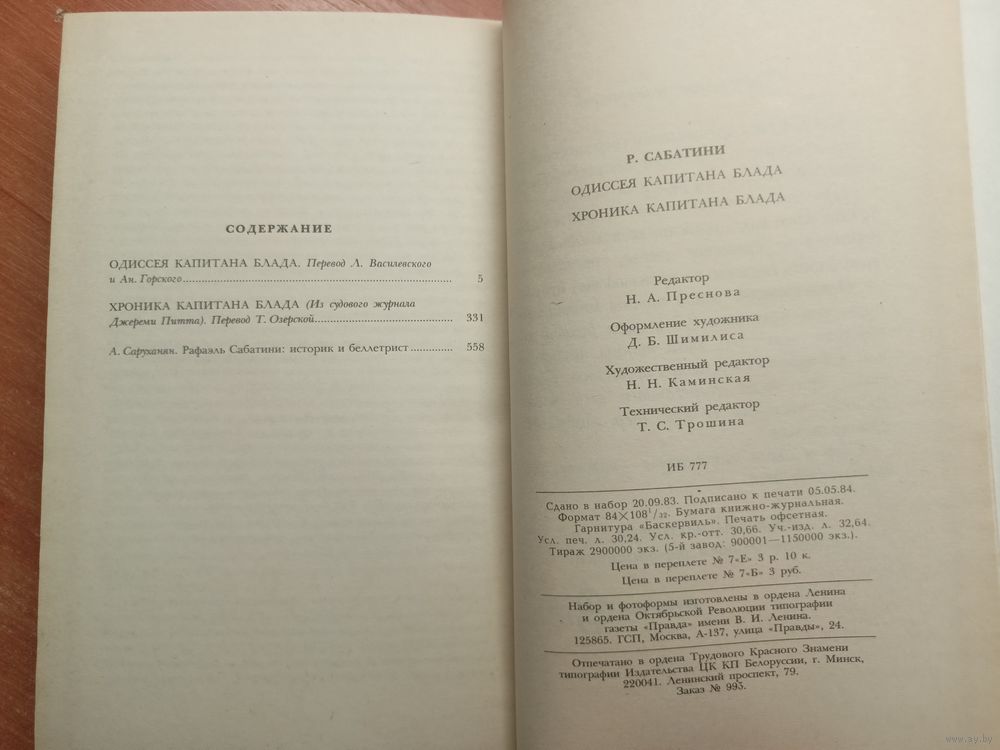 СОДЕРЖАНИЕ
ОДИССЕЯ КАПИТАНА БЛАДА. Перевод Л. Василевского
и Ан. Горского.......... 5
ХРОНИКА КАПИТАНА БЛАДА (Из судового журнала
Джереми Питта). Перевод Т. Озерской.......... 331
А. Саруханян. Рафаэль Сабатини: историк и беллетрист.......... 558
Р. САБАТИНИ
ОДИССЕЯ КАПИТАНА БЛАДА
ХРОНИКА КАПИТАНА БЛАДА
Редактор
Н. А. Преснова
Оформление художника
Д. Б. Шимилиса
Художественный редактор
Н. Н. Каминская
Технический редактор
Т. С. Трошина
ИБ 777
Сдано в набор 20.09.83. Подписано к печати 05.05.84.
Формат 84×108¹/₃₂. Бумага книжно-журнальная.
Гарнитура «Баскервиль». Печать офсетная.
Усл. печ. л. 30,24. Усл. кр.-отт. 30,66. Уч.-изд. л. 32,64.
Тираж 2900000 экз. (5-й завод: 900001—1150000 экз.).
Цена в переплете № 7«Е» 3 р. 10 к.
Цена в переплете № 7«Б» 3 руб.
Набор и фотоформы изготовлены в ордена Ленина
и ордена Октябрьской Революции типографии
газеты «Правда» имени В. И. Ленина.
125865. ГСП, Москва, А-137, улица «Правды», 24.
Отпечатано в ордена Трудового Красного Знамени
типографии Издательства ЦК КП Белоруссии, г. Минск,
220041. Ленинский проспект, 79.
Заказ № 995.
www.ay.by